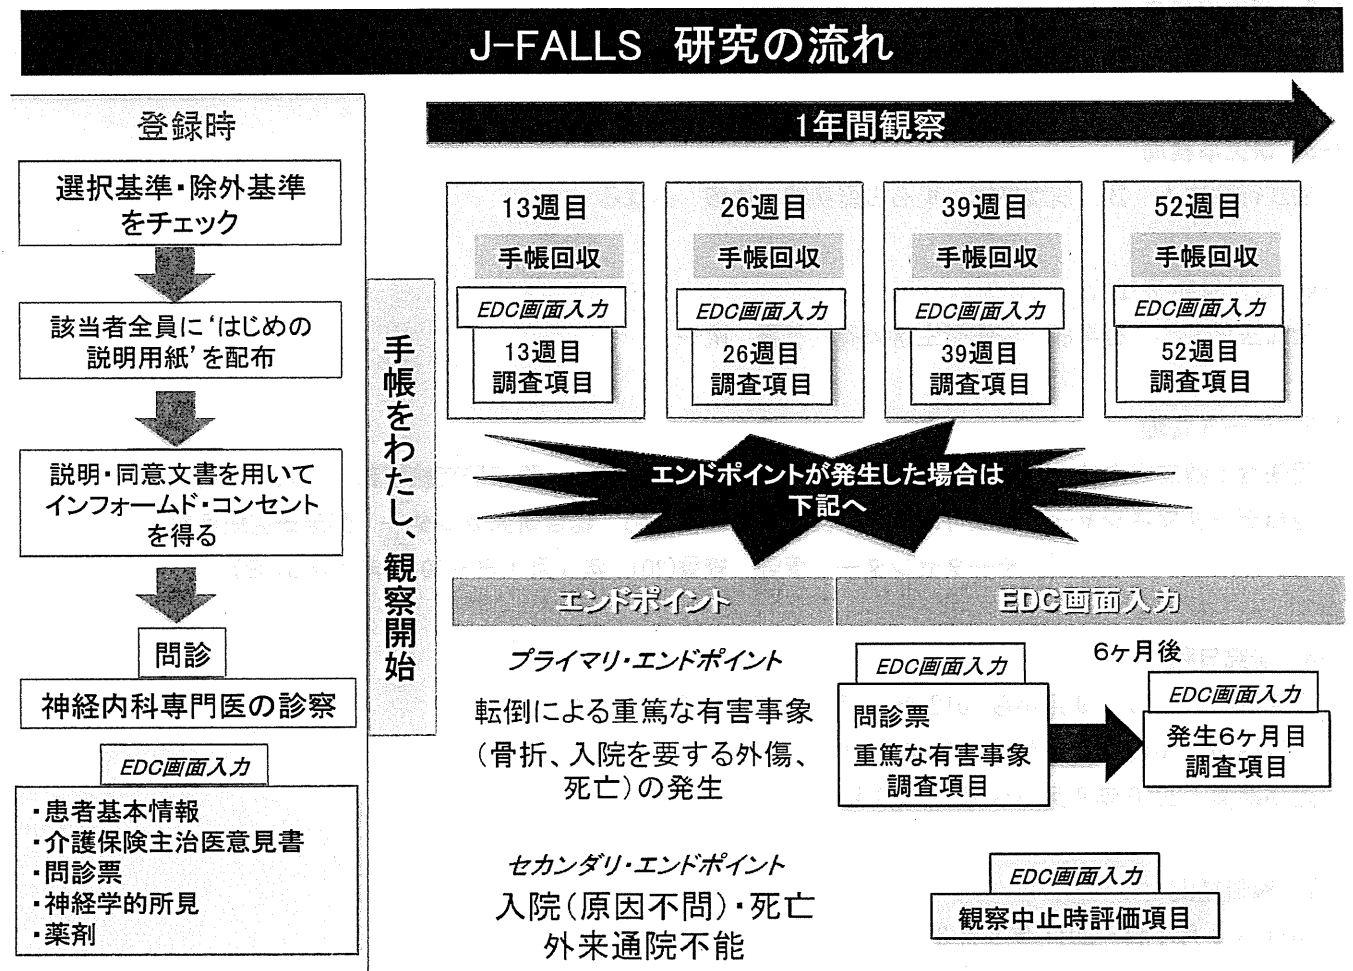 J-FALLS 研究の流れ
登録時
選択基準・除外基準
をチェック
該当者全員に‘はじめの
説明用紙’を配布
説明・同意文書を用いて
インフォームド・コンセント
を得る
問診
神経内科専門医の診察
EDC画面入力
・患者基本情報
・介護保険主治医意見書
・問診票
・神経学的所見
・薬剤
手帳をわたし、観察開始
1年間観察
13週目
手帳回収
EDC画面入力
13週目
調査項目
26週目
手帳回収
EDC画面入力
26週目
調査項目
39週目
手帳回収
EDC画面入力
39週目
調査項目
52週目
手帳回収
EDC画面入力
52週目
調査項目
エンドポイントが発生した場合は
下記へ
エンドポイント
EDC画面入力
プライマリ・エンドポイント
転倒による重篤な有害事象
(骨折、入院を要する外傷、
死亡)の発生
EDC画面入力
問診票
重篤な有害事象
調査項目
6ヶ月後
EDC画面入力
発生6ヶ月目
調査項目
セカンダリ・エンドポイント
入院(原因不問)・死亡
外来通院不能
EDC画面入力
観察中止時評価項目